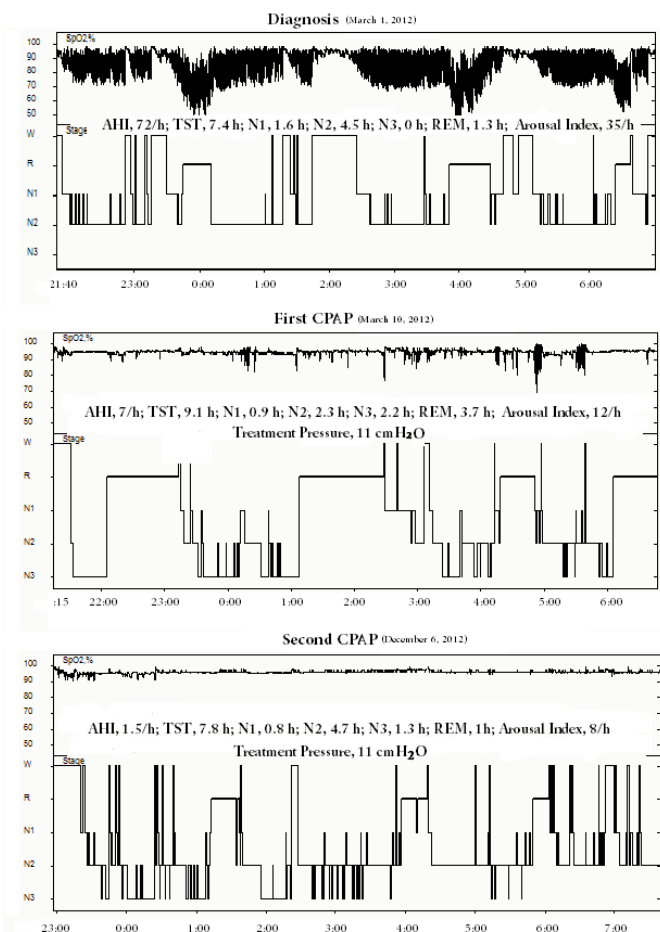 Diagnosis (March 1, 2012)
SpO2,%
100
90
80
70
60
50
AHI, 72/h; TST, 7.4 h; N1, 1.6 h; N2, 4.5 h; N3, 0 h; REM, 1.3 h; Arousal Index, 35/h
Stage
W
R
N1
N2
N3
21:40 23:00 0:00 1:00 2:00 3:00 4:00 5:00 6:00
First CPAP (March 10, 2012)
SpO2,%
100
90
80
70
60
50
AHI, 7/h; TST, 9.1 h; N1, 0.9 h; N2, 2.3 h; N3, 2.2 h; REM, 3.7 h; Arousal Index, 12/h
Treatment Pressure, 11 cmH2O
Stage
W
R
N1
N2
N3
:15 22:00 23:00 0:00 1:00 2:00 3:00 4:00 5:00 6:00
Second CPAP (December 6, 2012)
SpO2,%
100
90
80
70
60
50
AHI, 1.5/h; TST, 7.8 h; N1, 0.8 h; N2, 4.7 h; N3, 1.3 h; REM, 1h; Arousal Index, 8/h
Treatment Pressure, 11 cmH2O
Stage
W
R
N1
N2
N3
23:00 0:00 1:00 2:00 3:00 4:00 5:00 6:00 7:00